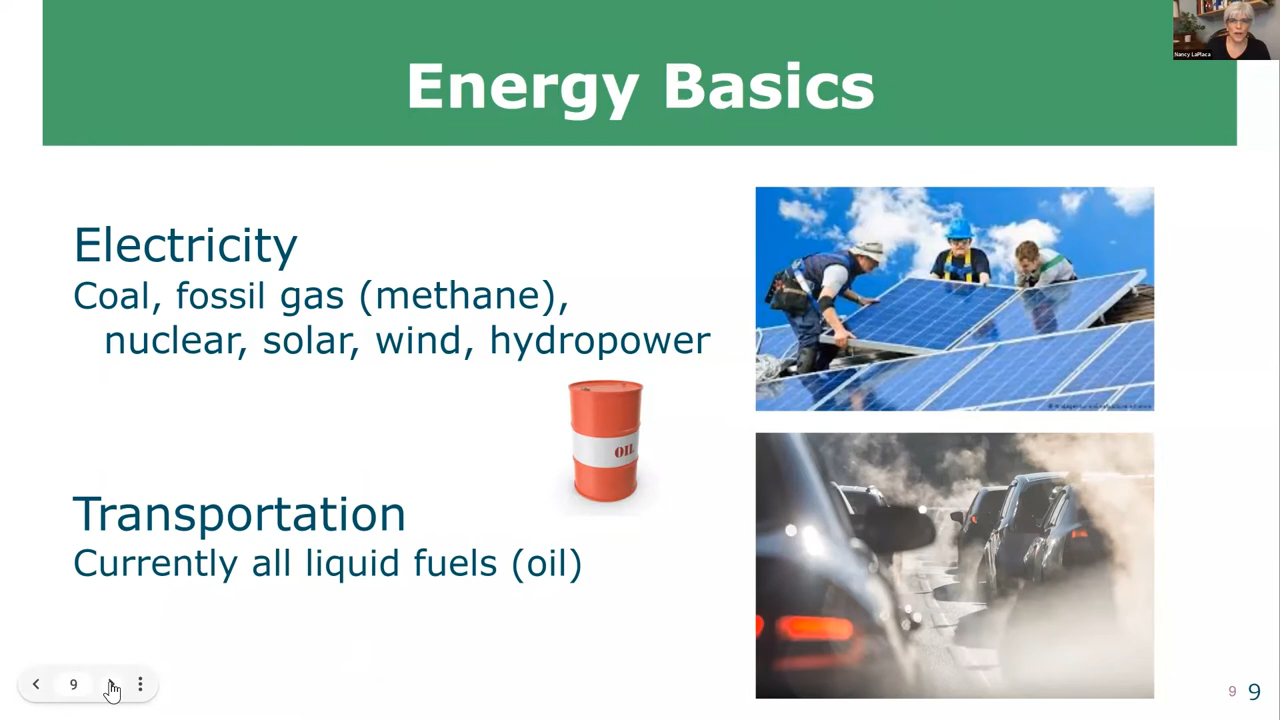 Energy Basics
Nancy LaPlaca
Electricity
Coal, fossil gas (methane),
nuclear, solar, wind, hydropower
OIL
Transportation
Currently all liquid fuels (oil)
9
9 9